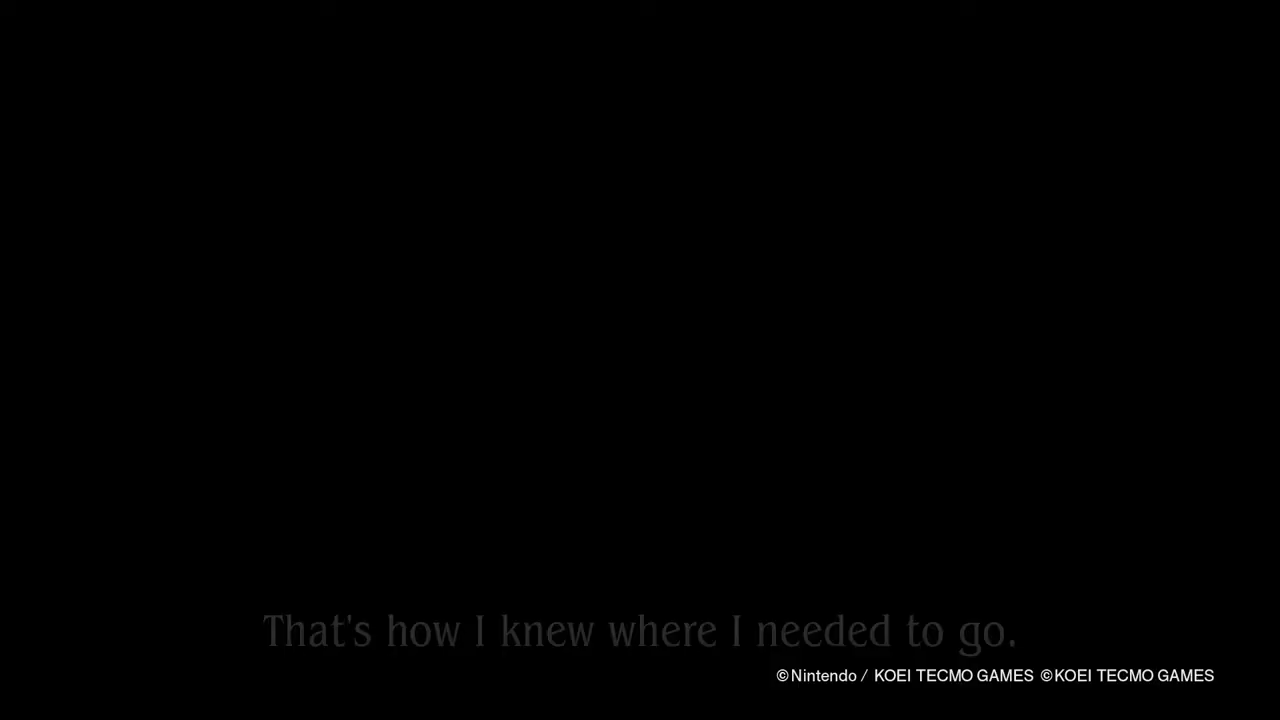 That's how I knew where I needed to go.
©Nintendo / KOEI TECMO GAMES ©KOEI TECMO GAMES